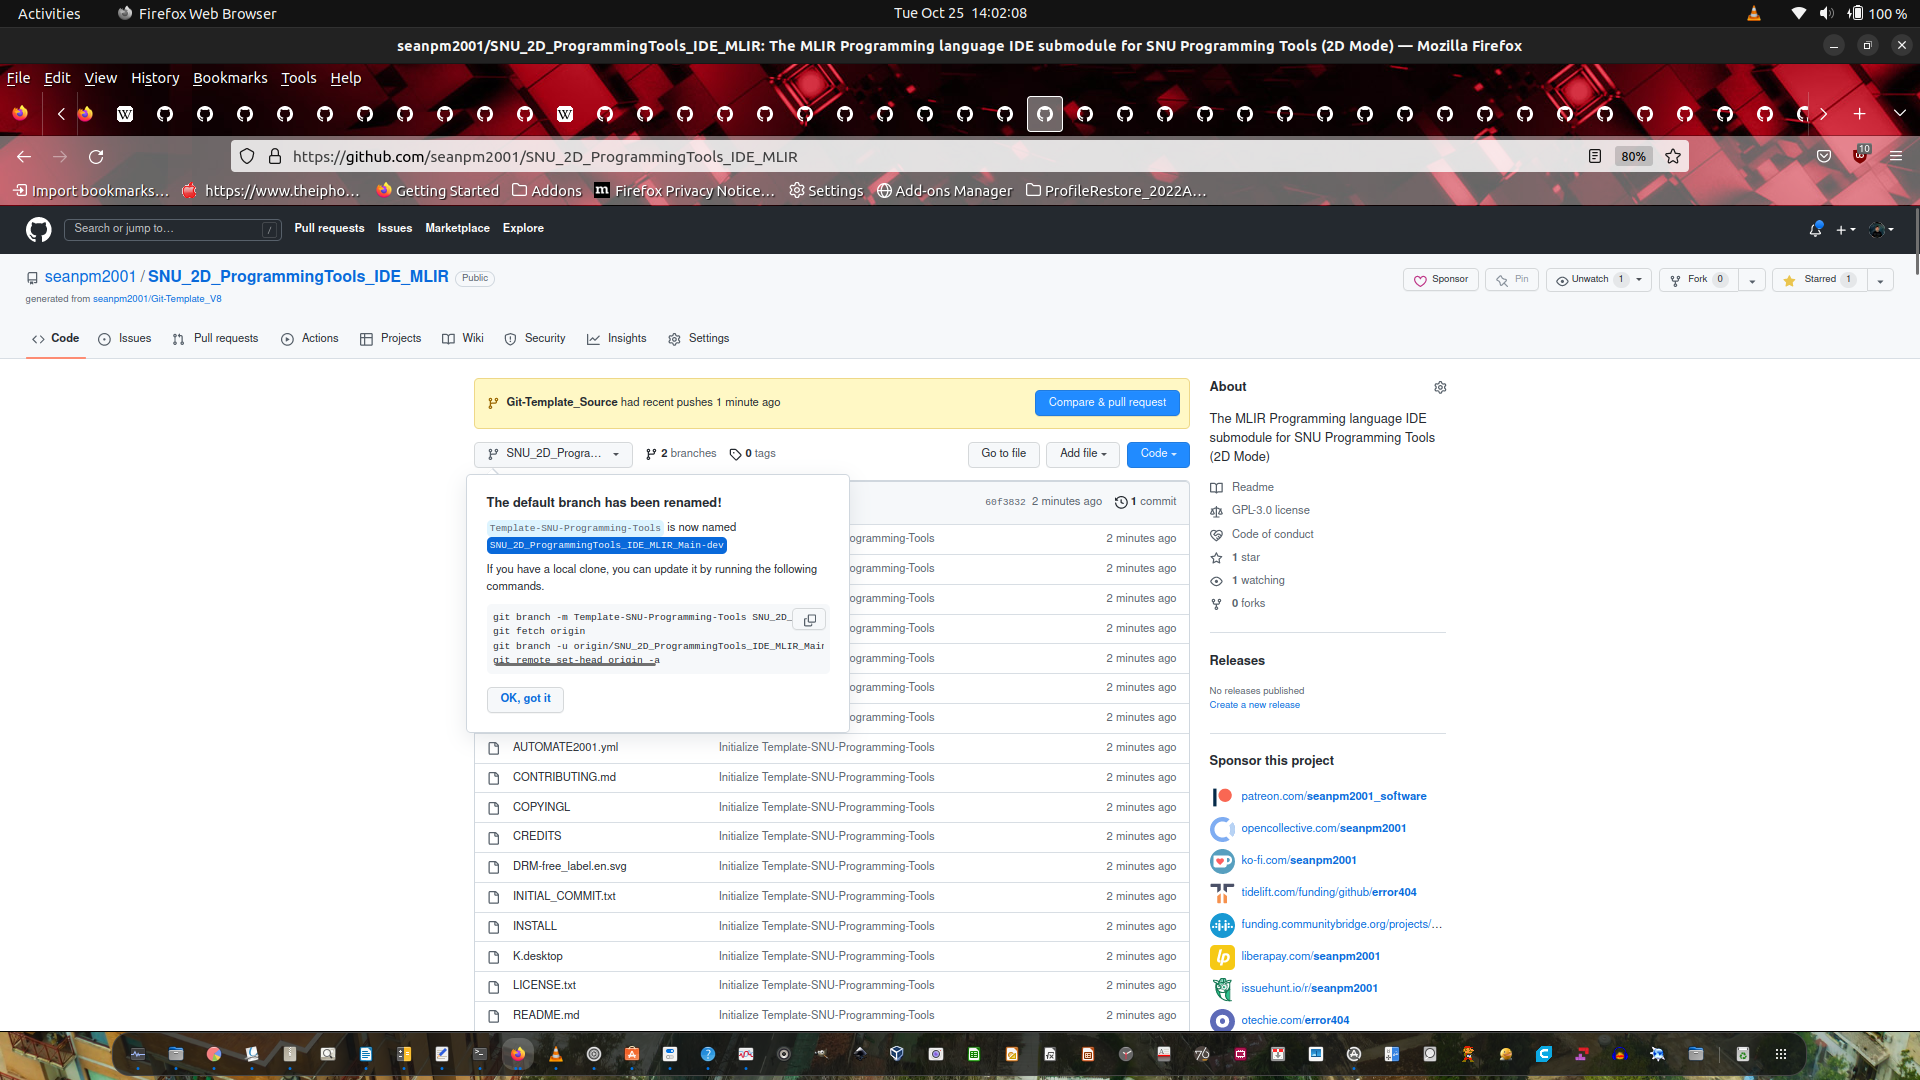 Activities
Firefox Web Browser
Tue Oct 25 14:02:08
100 %
seanpm2001/SNU_2D_ProgrammingTools_IDE_MLIR: The MLIR Programming language IDE submodule for SNU Programming Tools (2D Mode) — Mozilla Firefox
File Edit View History Bookmarks Tools Help
https://github.com/seanpm2001/SNU_2D_ProgrammingTools_IDE_MLIR
80%
10
Import bookmarks…
https://www.theipho…
Getting Started
Addons
Firefox Privacy Notice…
Settings
Add-ons Manager
ProfileRestore_2022A…
Search or jump to…
/
Pull requests
Issues
Marketplace
Explore
seanpm2001 / SNU_2D_ProgrammingTools_IDE_MLIR
Public
generated from seanpm2001/Git-Template_V8
Sponsor
Pin
Unwatch 1
Fork 0
Starred 1
Code
Issues
Pull requests
Actions
Projects
Wiki
Security
Insights
Settings
Git-Template_Source had recent pushes 1 minute ago
Compare & pull request
SNU_2D_Progra…
2 branches
0 tags
Go to file
Add file
Code
The default branch has been renamed!
Template-SNU-Programming-Tools is now named
SNU_2D_ProgrammingTools_IDE_MLIR_Main-dev
If you have a local clone, you can update it by running the following
commands.
git branch -m Template-SNU-Programming-Tools SNU_2D_
git fetch origin
git branch -u origin/SNU_2D_ProgrammingTools_IDE_MLIR_Main
git remote set-head origin -a
OK, got it
60f3832 2 minutes ago
1 commit
ogramming-Tools 2 minutes ago
ogramming-Tools 2 minutes ago
ogramming-Tools 2 minutes ago
ogramming-Tools 2 minutes ago
ogramming-Tools 2 minutes ago
ogramming-Tools 2 minutes ago
ogramming-Tools 2 minutes ago
AUTOMATE2001.yml Initialize Template-SNU-Programming-Tools 2 minutes ago
CONTRIBUTING.md Initialize Template-SNU-Programming-Tools 2 minutes ago
COPYINGL Initialize Template-SNU-Programming-Tools 2 minutes ago
CREDITS Initialize Template-SNU-Programming-Tools 2 minutes ago
DRM-free_label.en.svg Initialize Template-SNU-Programming-Tools 2 minutes ago
INITIAL_COMMIT.txt Initialize Template-SNU-Programming-Tools 2 minutes ago
INSTALL Initialize Template-SNU-Programming-Tools 2 minutes ago
K.desktop Initialize Template-SNU-Programming-Tools 2 minutes ago
LICENSE.txt Initialize Template-SNU-Programming-Tools 2 minutes ago
README.md Initialize Template-SNU-Programming-Tools 2 minutes ago
About
The MLIR Programming language IDE
submodule for SNU Programming Tools
(2D Mode)
Readme
GPL-3.0 license
Code of conduct
1 star
1 watching
0 forks
Releases
No releases published
Create a new release
Sponsor this project
patreon.com/seanpm2001_software
opencollective.com/seanpm2001
ko-fi.com/seanpm2001
tidelift.com/funding/github/error404
funding.communitybridge.org/projects/…
liberapay.com/seanpm2001
issuehunt.io/r/seanpm2001
otechie.com/error404